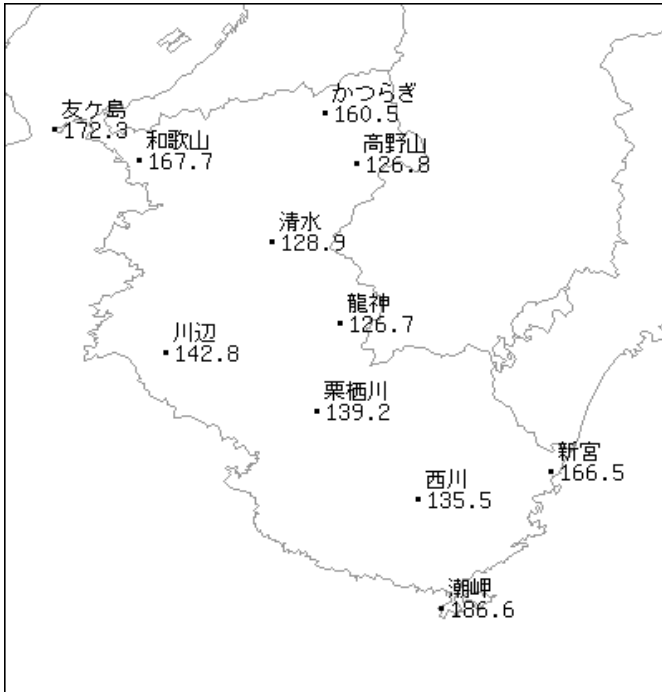 かつらぎ
160.5
友ケ島
172.3
和歌山
167.7
高野山
126.8
清水
128.9
龍神
126.7
川辺
142.8
栗栖川
139.2
新宮
166.5
西川
135.5
潮岬
186.6